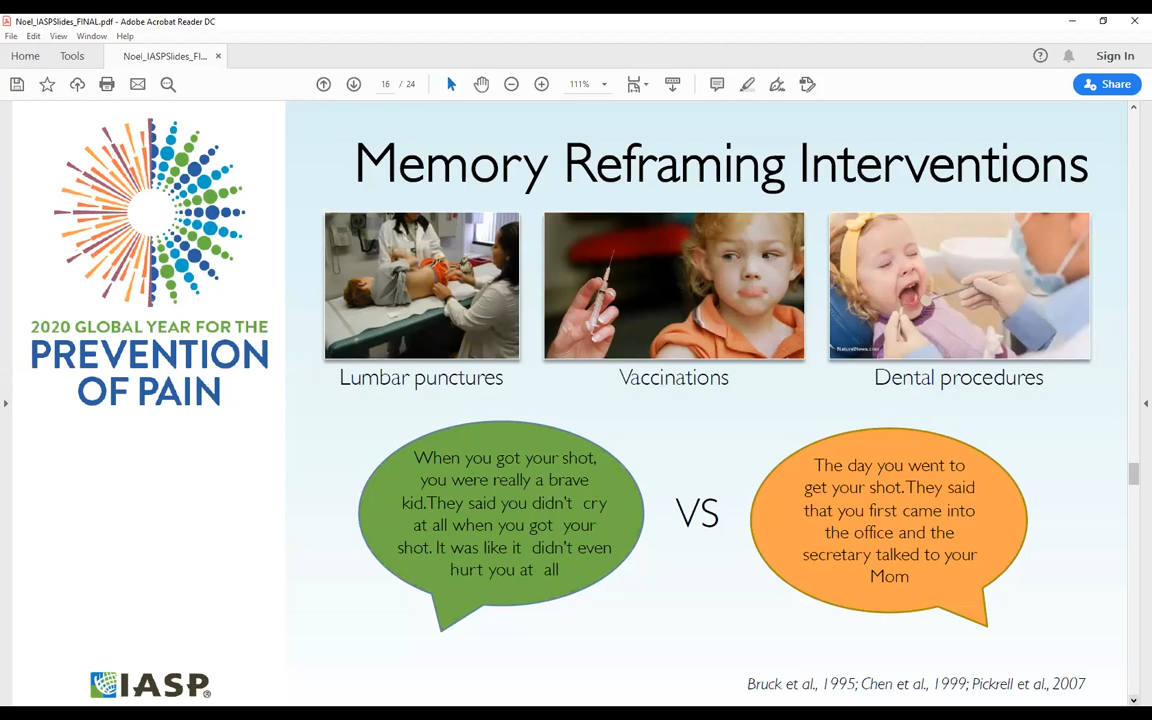 Noel_IASPSlides_FINAL.pdf - Adobe Acrobat Reader DC
File Edit View Window Help
Home Tools Noel_IASPSlides_Fl... × Sign In
16 / 24 111% Share
Memory Reframing Interventions
2020 GLOBAL YEAR FOR THE
PREVENTION
OF PAIN
NaturalNews.com
Lumbar punctures Vaccinations Dental procedures
When you got your shot,
you were really a brave
kid.They said you didn't cry
at all when you got your
shot. It was like it didn't even
hurt you at all
VS
The day you went to
get your shot.They said
that you first came into
the office and the
secretary talked to your
Mom
IASP®
Bruck et al., 1995; Chen et al., 1999; Pickrell et al., 2007